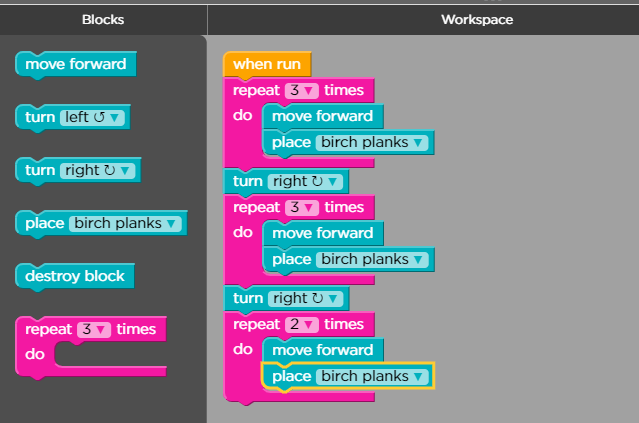 Blocks
Workspace
move forward
turn left ↺ ▼
turn right ↻ ▼
place birch planks ▼
destroy block
repeat 3 ▼ times
do
when run
repeat 3 ▼ times
do move forward
place birch planks ▼
turn right ↻ ▼
repeat 3 ▼ times
do move forward
place birch planks ▼
turn right ↻ ▼
repeat 2 ▼ times
do move forward
place birch planks ▼